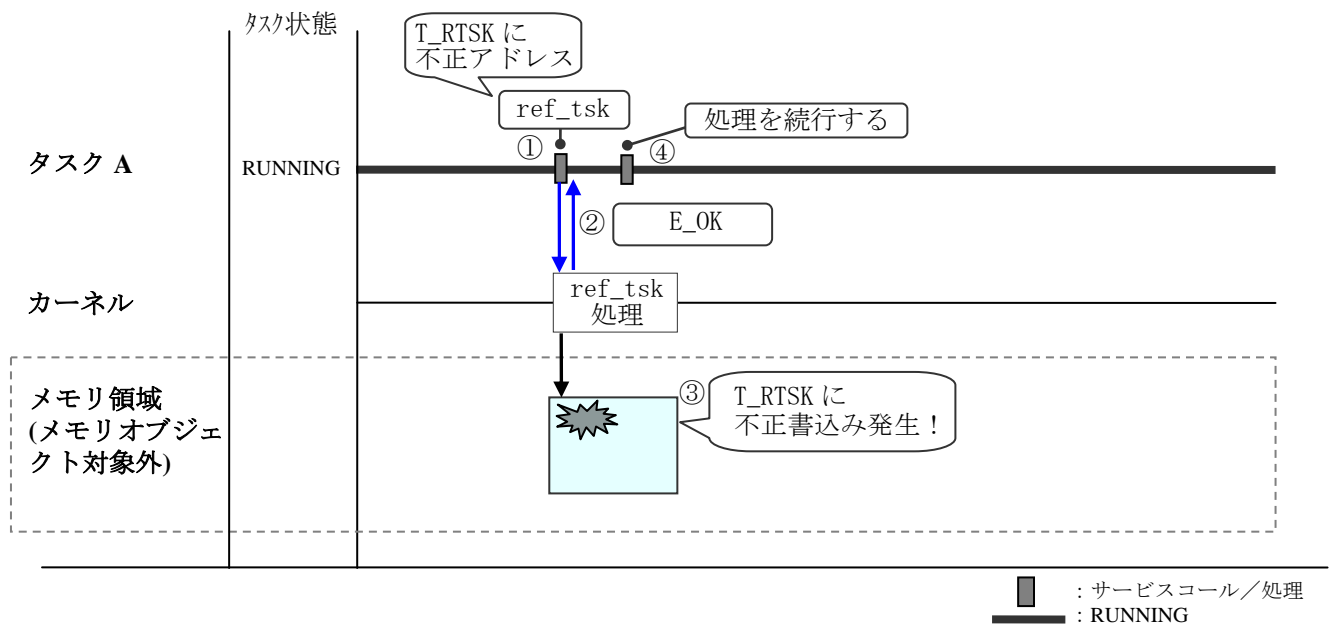 ﾀｽｸ状態
T_RTSK に
不正アドレス
ref_tsk
処理を続行する
①
④
タスク A
RUNNING
②
E_OK
カーネル
ref_tsk
処理
メモリ領域
(メモリオブジェ
クト対象外)
③
T_RTSK に
不正書込み発生！
：サービスコール／処理
：RUNNING